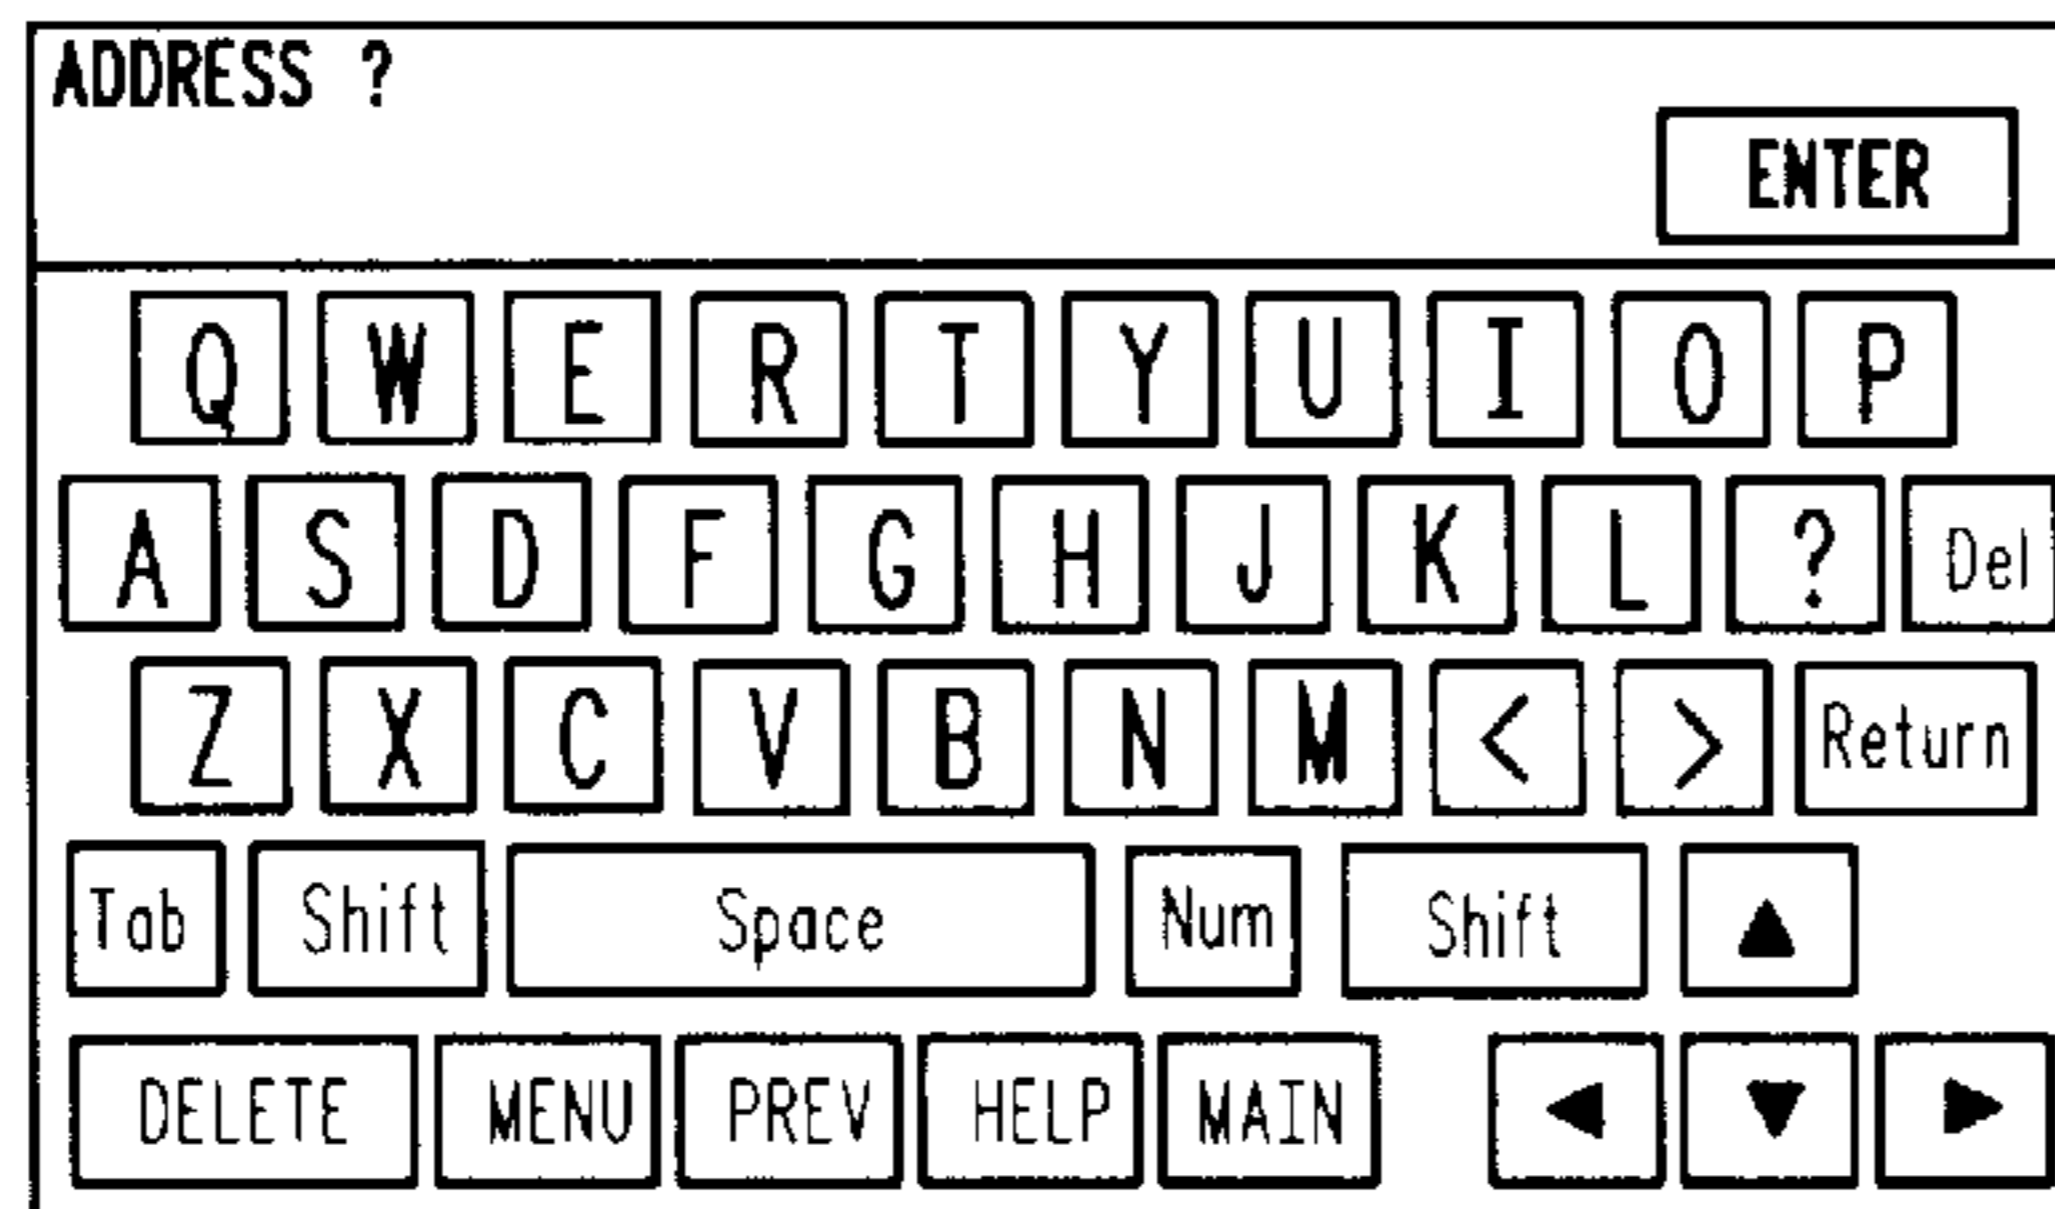 ADDRESS ?
ENTER
Q W E R T Y U I O P
A S D F G H J K L ? Del
Z X C V B N M < > Return
Tab Shift Space Num Shift ▲
DELETE MENU PREV HELP MAIN ◀ ▼ ▶